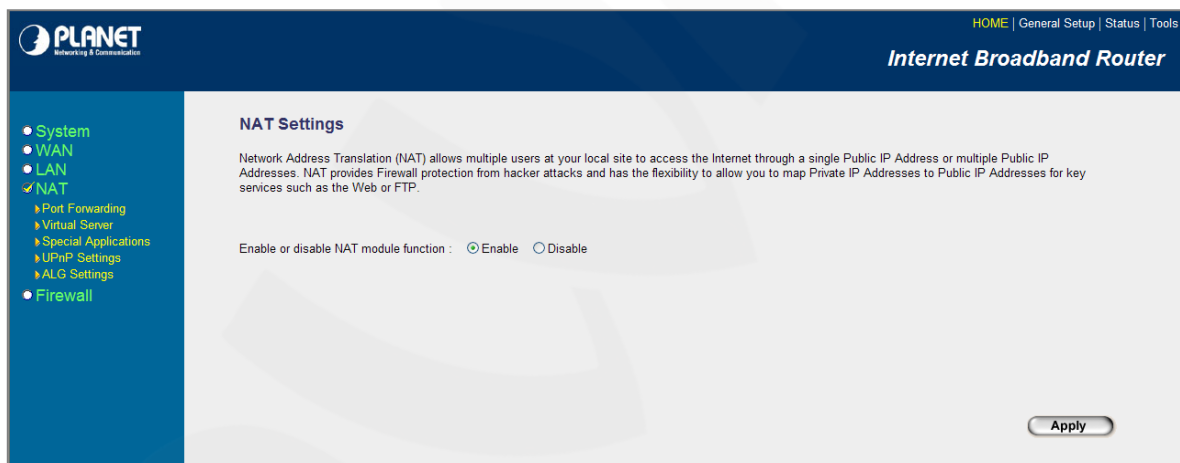 PLANET
Networking & Communication
HOME | General Setup | Status | Tools
Internet Broadband Router
System
WAN
LAN
NAT
Port Forwarding
Virtual Server
Special Applications
UPnP Settings
ALG Settings
Firewall
NAT Settings
Network Address Translation (NAT) allows multiple users at your local site to access the Internet through a single Public IP Address or multiple Public IP
Addresses. NAT provides Firewall protection from hacker attacks and has the flexibility to allow you to map Private IP Addresses to Public IP Addresses for key
services such as the Web or FTP.
Enable or disable NAT module function : Enable Disable
Apply